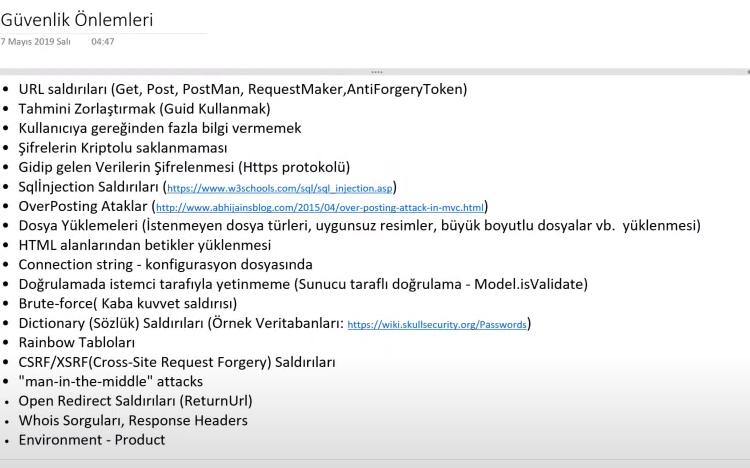 Güvenlik Önlemleri
7 Mayıs 2019 Salı 04:47
• URL saldırıları (Get, Post, PostMan, RequestMaker,AntiForgeryToken)
• Tahmini Zorlaştırmak (Guid Kullanmak)
• Kullanıcıya gereğinden fazla bilgi vermemek
• Şifrelerin Kriptolu saklanmaması
• Gidip gelen Verilerin Şifrelenmesi (Https protokolü)
• Sqlİnjection Saldırıları (https://www.w3schools.com/sql/sql_injection.asp)
• OverPosting Ataklar (http://www.abhijainsblog.com/2015/04/over-posting-attack-in-mvc.html)
• Dosya Yüklemeleri (İstenmeyen dosya türleri, uygunsuz resimler, büyük boyutlu dosyalar vb. yüklenmesi)
• HTML alanlarından betikler yüklenmesi
• Connection string - konfigurasyon dosyasında
• Doğrulamada istemci tarafıyla yetinmeme (Sunucu taraflı doğrulama - Model.isValidate)
• Brute-force( Kaba kuvvet saldırısı)
• Dictionary (Sözlük) Saldırıları (Örnek Veritabanları: https://wiki.skullsecurity.org/Passwords)
• Rainbow Tabloları
• CSRF/XSRF(Cross-Site Request Forgery) Saldırıları
• "man-in-the-middle" attacks
• Open Redirect Saldırıları (ReturnUrl)
• Whois Sorguları, Response Headers
• Environment - Product